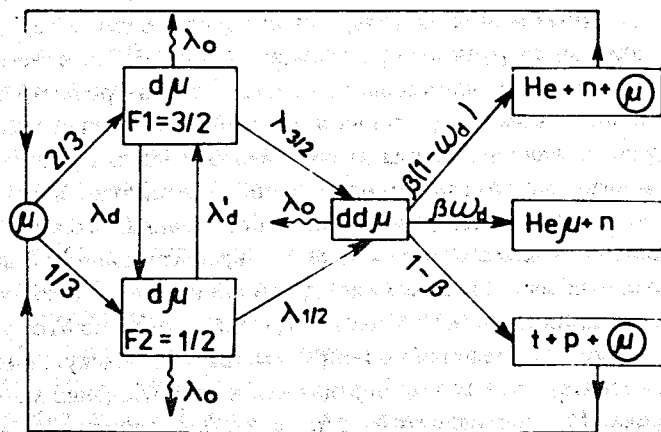 λ₀
dμ
F1=3/2
He+n+μ
2/3
λ_{3/2}
β(1-ω_d)
λ_d
λ'_d
λ₀
μ
ddμ
βω_d
Heμ+n
1/3
1-β
dμ
F2=1/2
λ_{1/2}
t+p+μ
λ₀